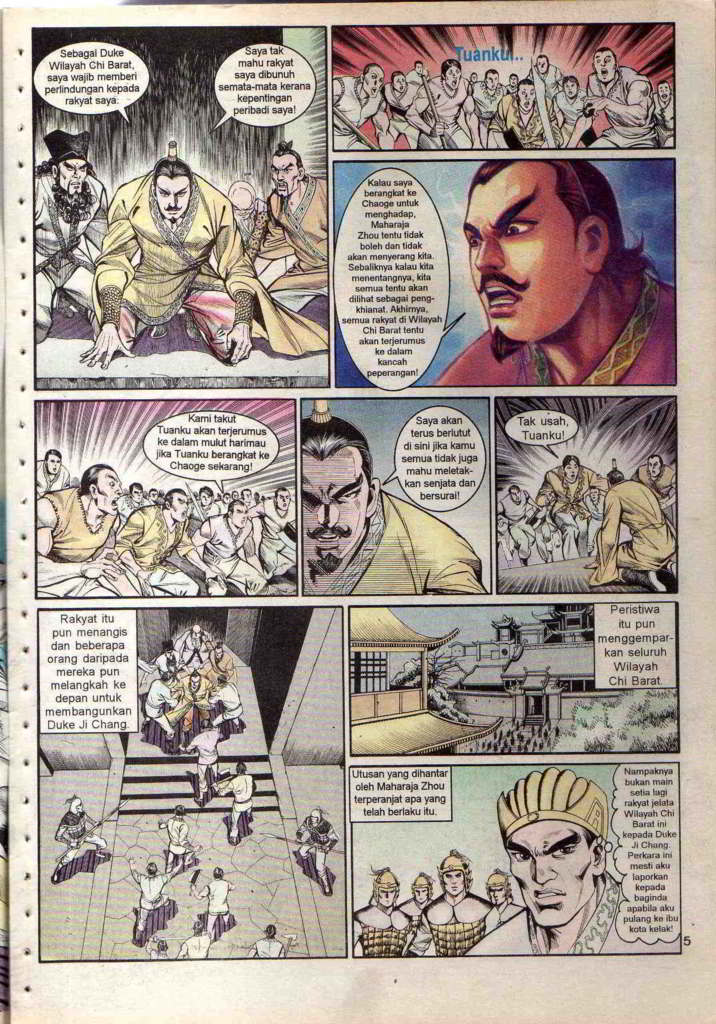 Sebagai Duke
Wilayah Chi Barat,
saya wajib memberi
perlindungan kepada
rakyat saya.
Saya tak
mahu rakyat
saya dibunuh
semata-mata kerana
kepentingan
peribadi saya!
Tuanku...
Kalau saya
berangkat ke
Chaoge untuk
menghadap,
Maharaja
Zhou tentu tidak
boleh dan tidak
akan menyerang kita.
Sebaliknya kalau kita
menentangnya, kita
semua tentu akan
dilihat sebagai peng-
khianat. Akhirnya,
semua rakyat di Wilayah
Chi Barat tentu
akan terjerumus
ke dalam
kancah
peperangan!
Kami takut
Tuanku akan terjerumus
ke dalam mulut harimau
jika Tuanku berangkat ke
Chaoge sekarang!
Saya akan
terus berlutut
di sini jika kamu
semua tidak juga
mahu meletak-
kan senjata dan
bersurai!
Tak usah,
Tuanku!
Rakyat itu
pun menangis
dan beberapa
orang daripada
mereka pun
melangkah ke
depan untuk
membangunkan
Duke Ji Chang.
Peristiwa
itu pun
menggempar-
kan seluruh
Wilayah
Chi Barat.
Utusan yang dihantar
oleh Maharaja Zhou
terperanjat apa yang
telah berlaku itu.
Nampaknya
bukan main
setia lagi
rakyat jelata
Wilayah Chi
Barat ini
kepada Duke
Ji Chang.
Perkara ini
mesti aku
laporkan
kepada
baginda
apabila aku
pulang ke ibu
kota kelak!
5